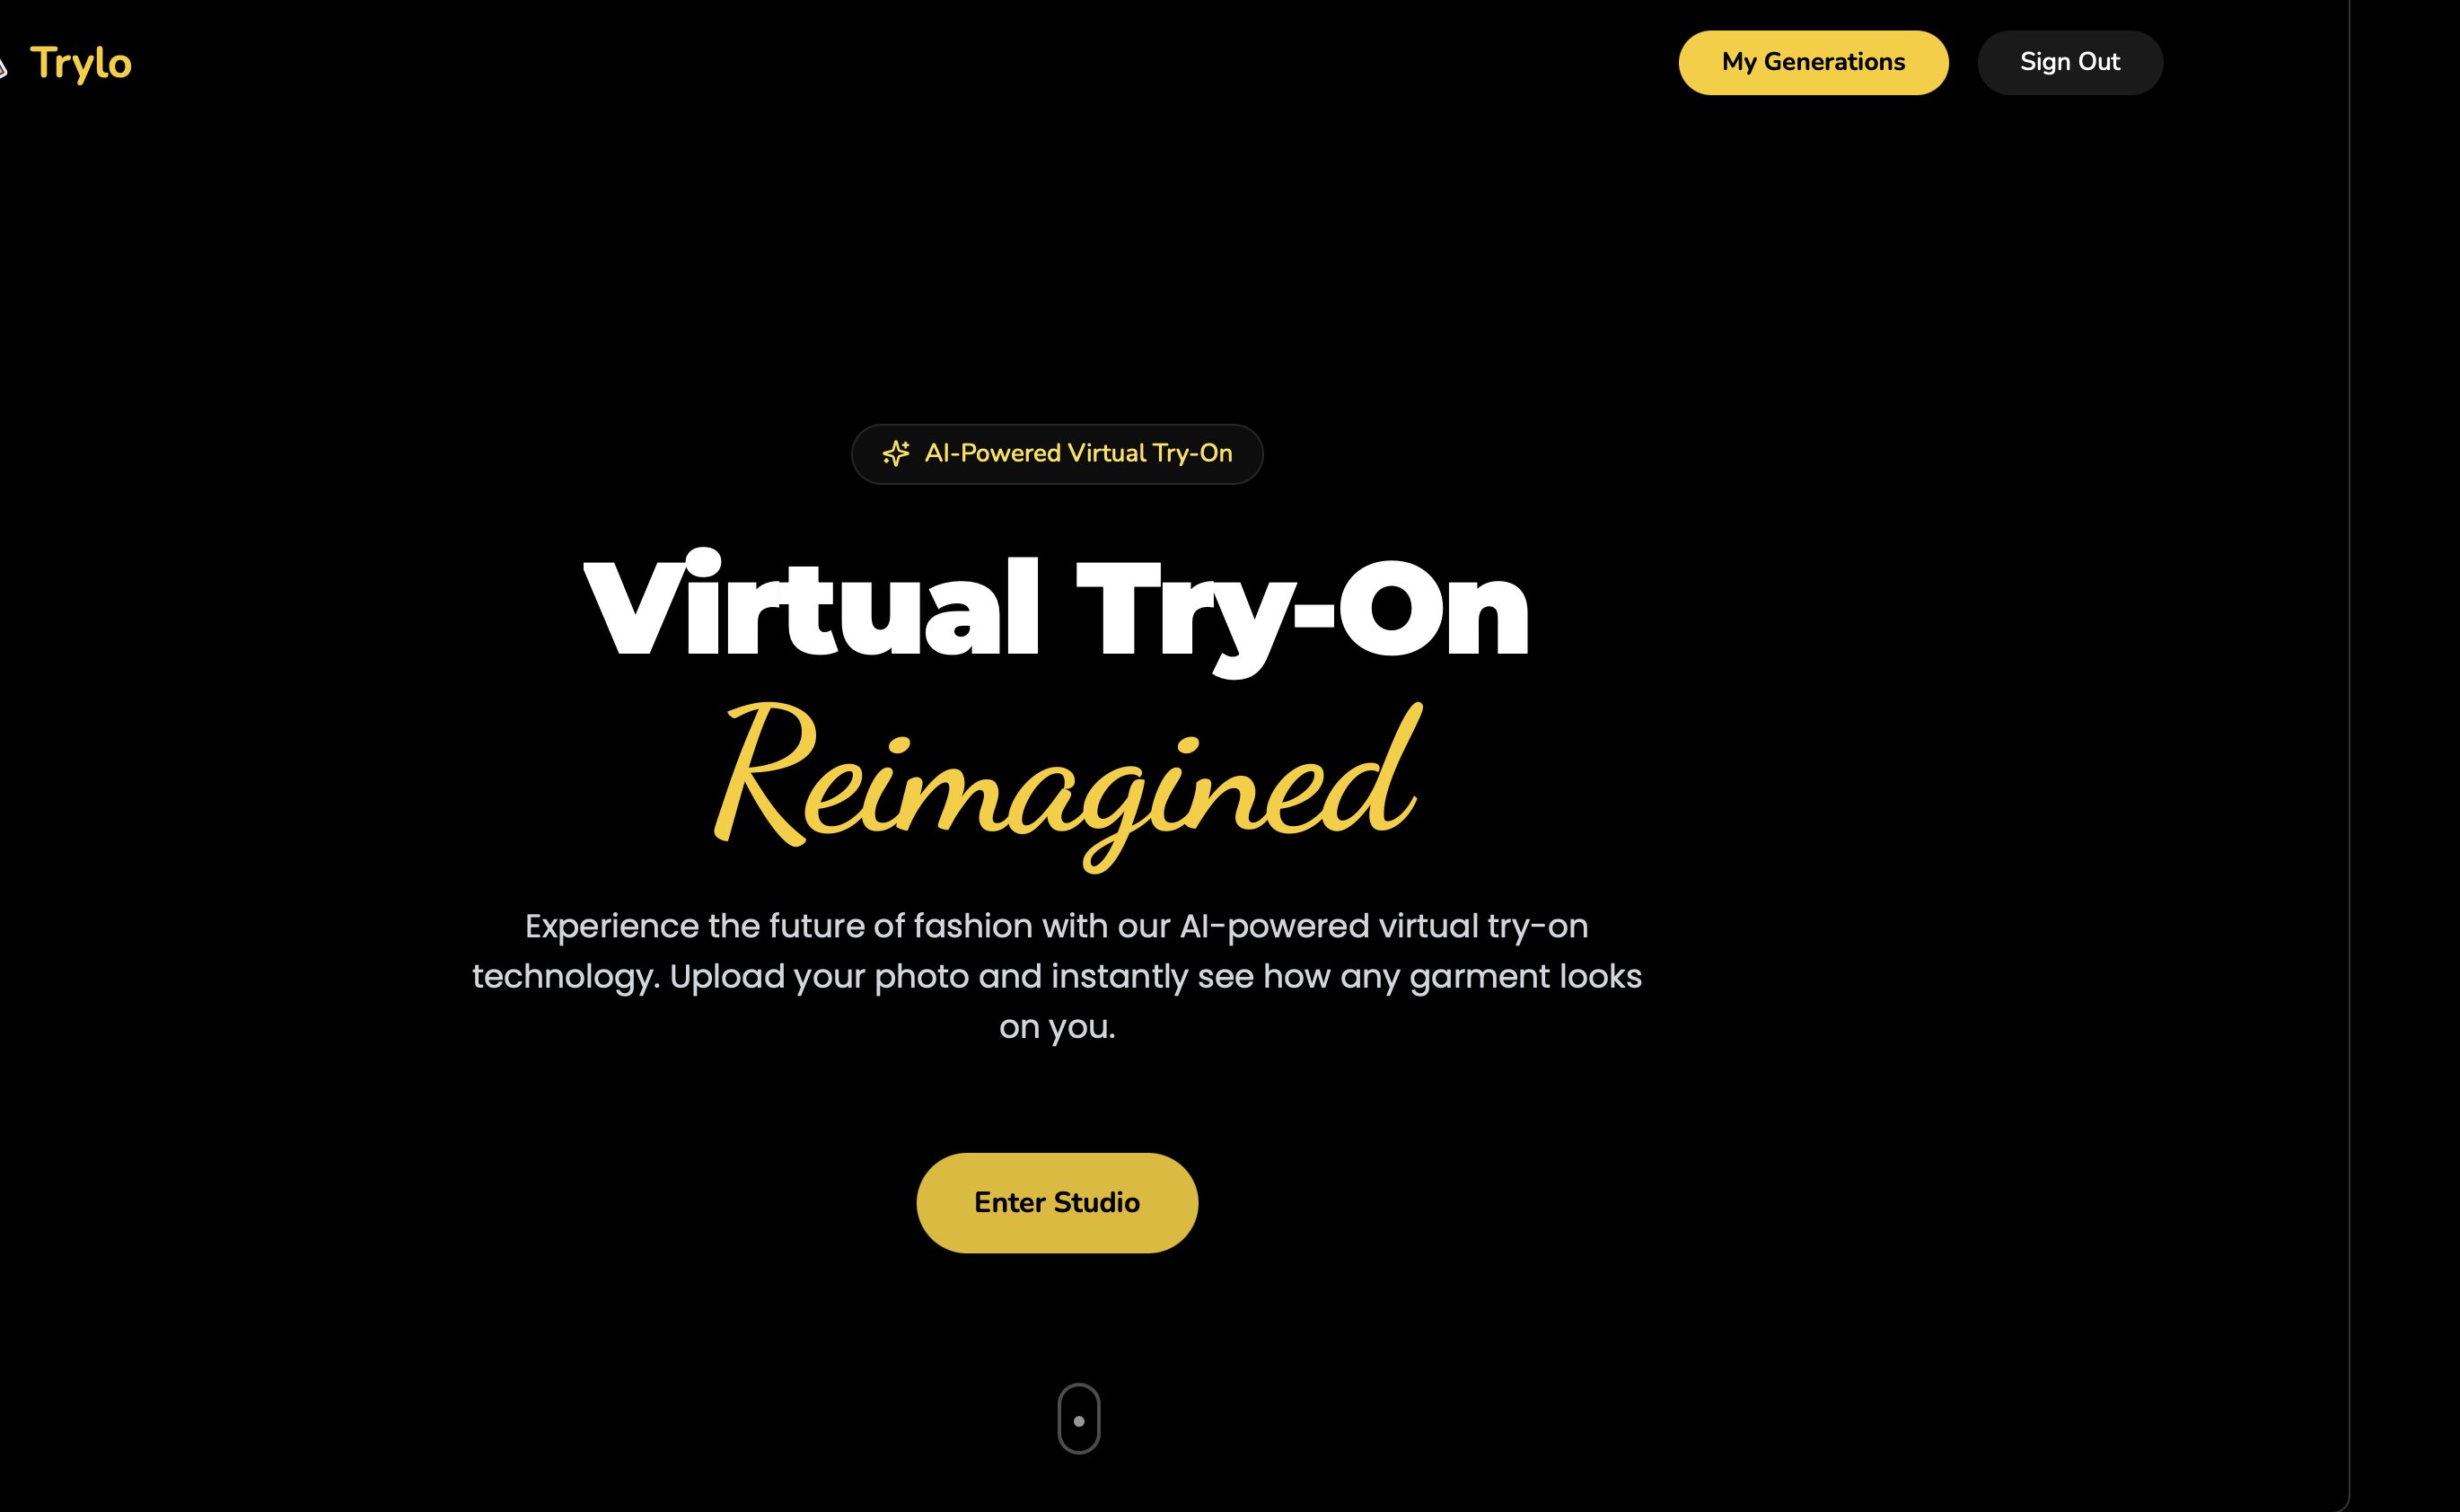 Trylo
My Generations
Sign Out
AI-Powered Virtual Try-On
Virtual Try-On
Reimagined
Experience the future of fashion with our AI-powered virtual try-on
technology. Upload your photo and instantly see how any garment looks
on you.
Enter Studio